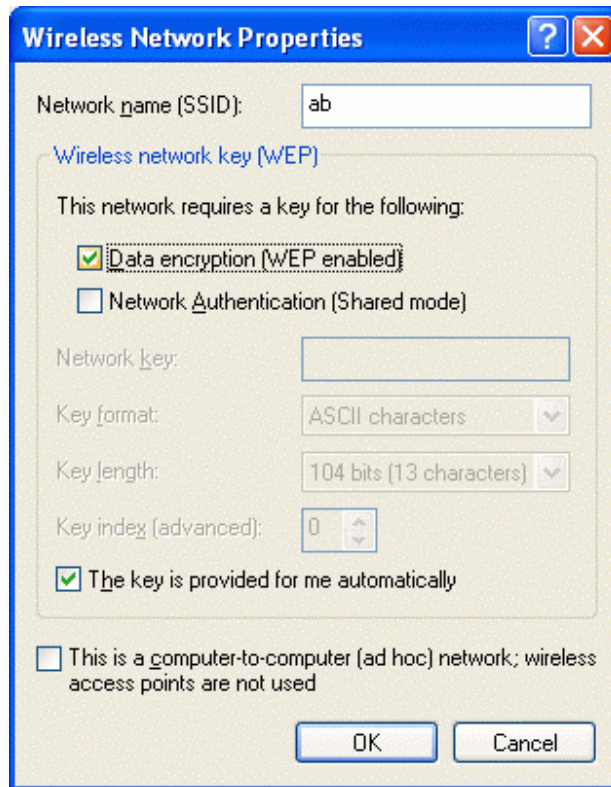 Wireless Network Properties
Network name (SSID): ab
Wireless network key (WEP)
This network requires a key for the following:
Data encryption (WEP enabled)
Network Authentication (Shared mode)
Network key:
Key format: ASCII characters
Key length: 104 bits (13 characters)
Key index (advanced): 0
The key is provided for me automatically
This is a computer-to-computer (ad hoc) network; wireless
access points are not used
OK Cancel